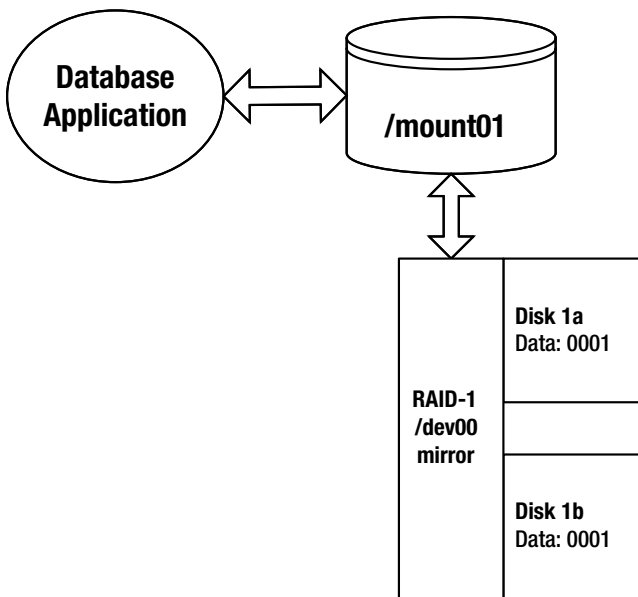 Database
Application
/mount01
RAID-1
/dev00
mirror
Disk 1a
Data: 0001
Disk 1b
Data: 0001